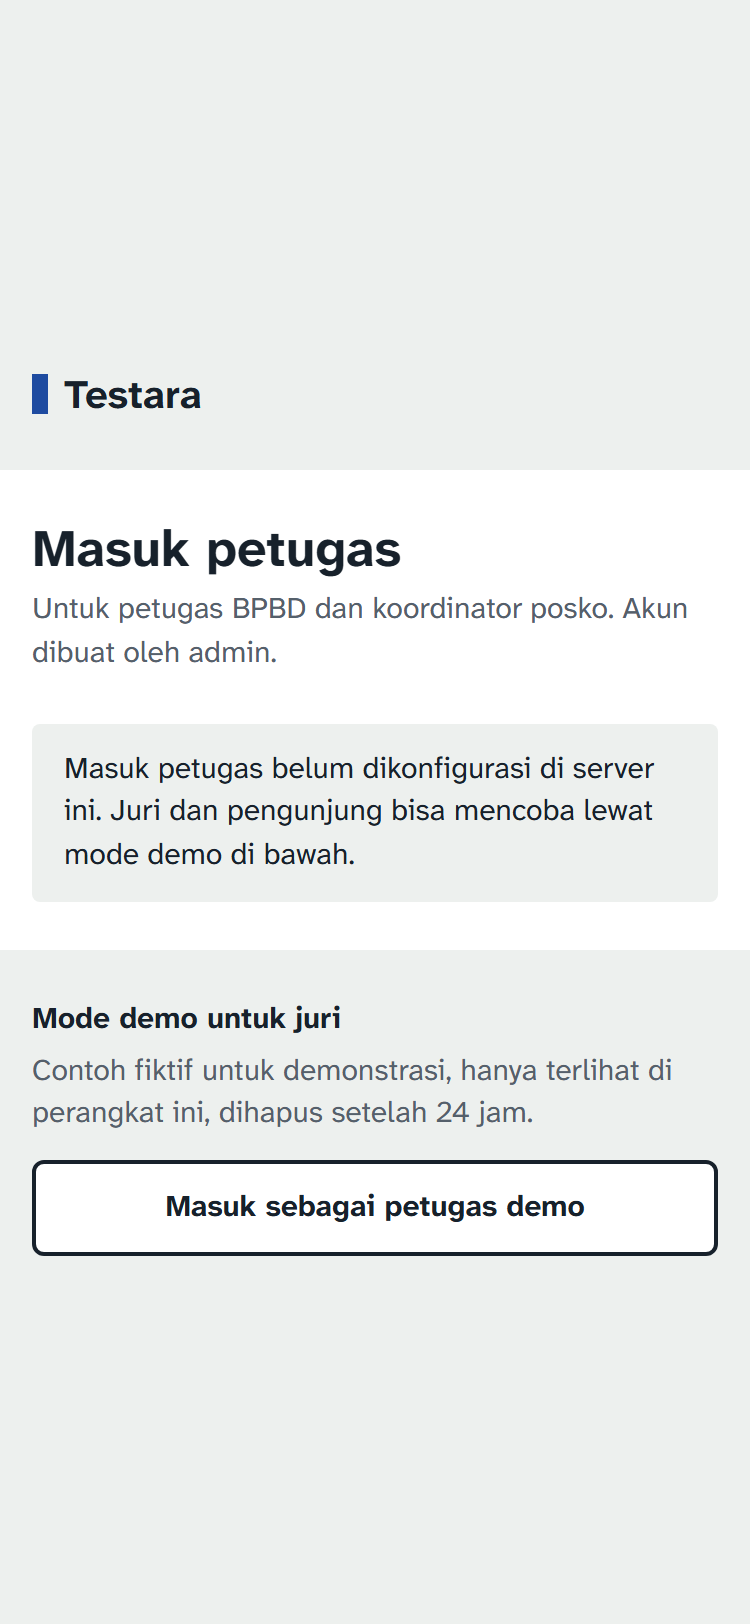 Testara
Masuk petugas
Untuk petugas BPBD dan koordinator posko. Akun
dibuat oleh admin.
Masuk petugas belum dikonfigurasi di server
ini. Juri dan pengunjung bisa mencoba lewat
mode demo di bawah.
Mode demo untuk juri
Contoh fiktif untuk demonstrasi, hanya terlihat di
perangkat ini, dihapus setelah 24 jam.
Masuk sebagai petugas demo